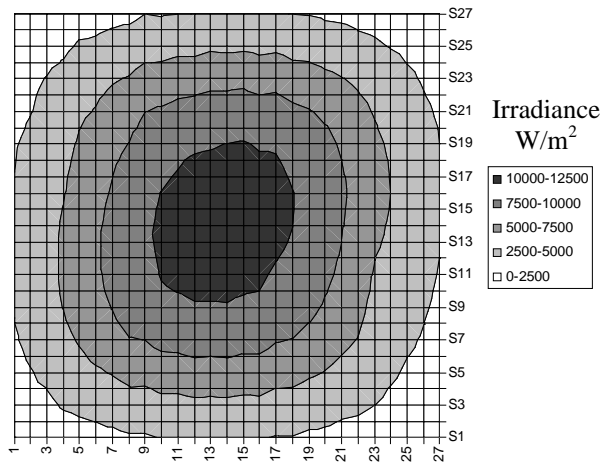 S27
S25
S23
S21
S19
S17
S15
S13
S11
S9
S7
S5
S3
S1
1 3 5 7 9 11 13 15 17 19 21 23 25 27
Irradiance
W/m²
10000-12500
7500-10000
5000-7500
2500-5000
0-2500